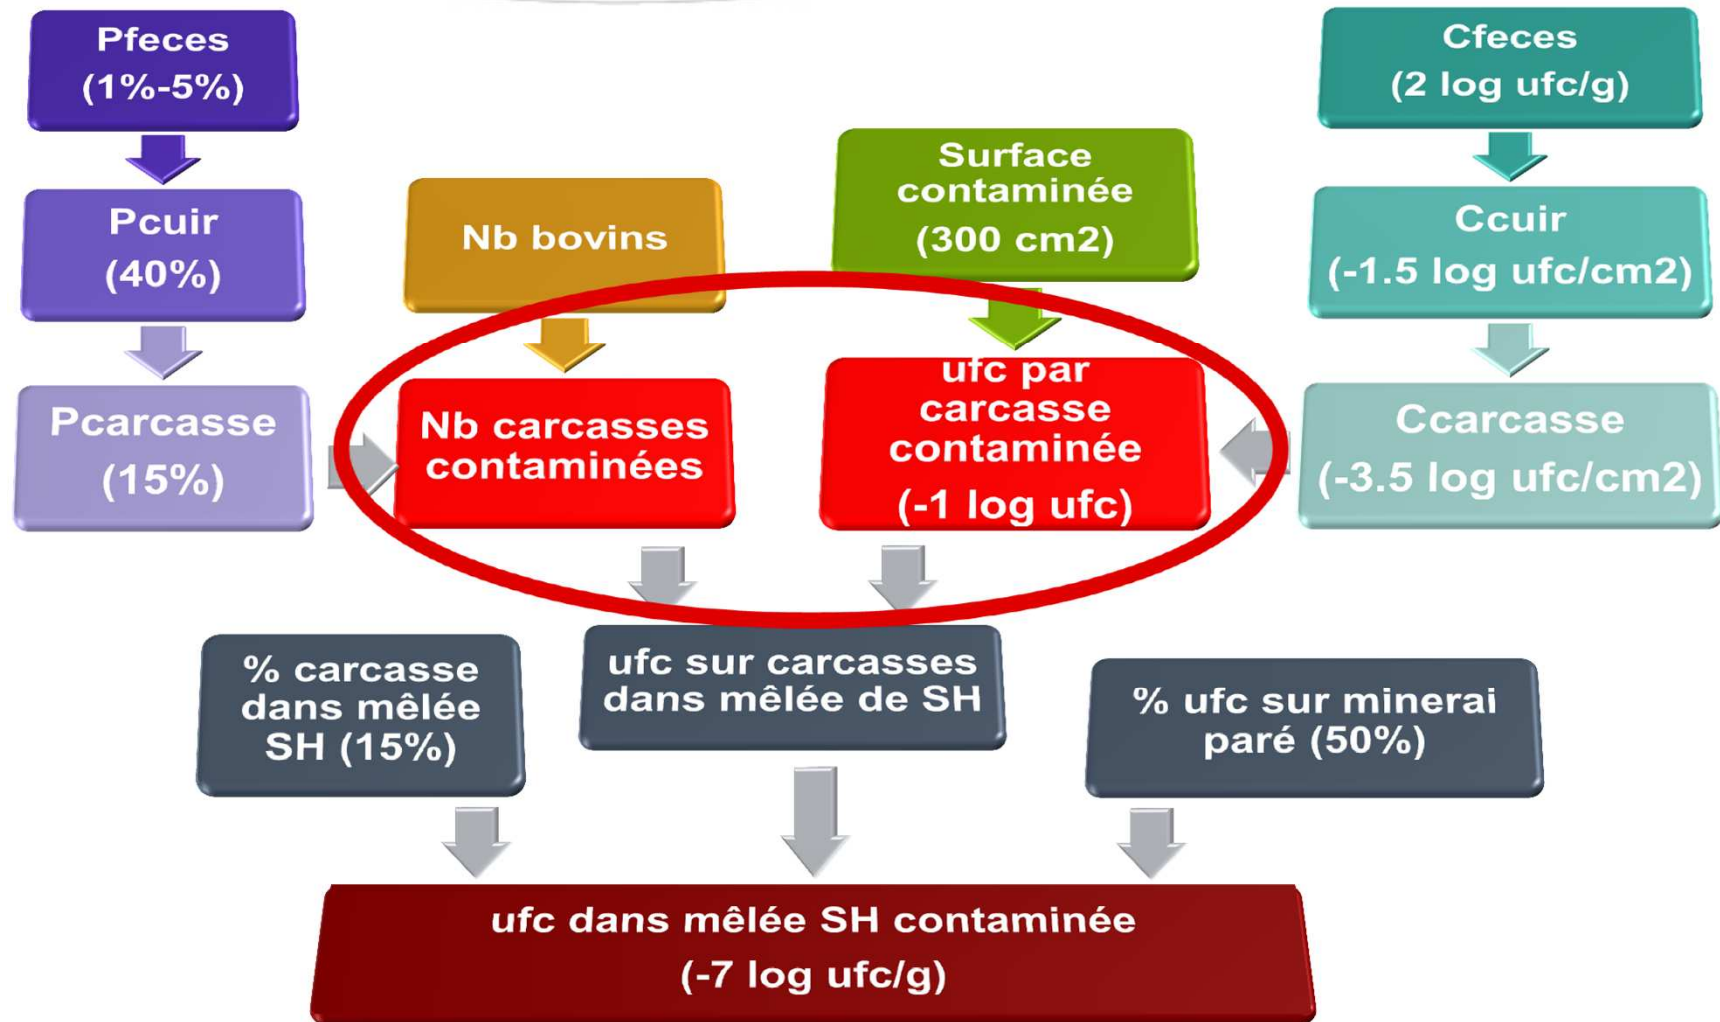 Pfeces
(1%-5%)
Cfeces
(2 log ufc/g)
Pcuir
(40%)
Nb bovins
Surface
contaminée
(300 cm2)
Ccuir
(-1.5 log ufc/cm2)
Pcarcasse
(15%)
Nb carcasses
contaminées
ufc par
carcasse
contaminée
(-1 log ufc)
Ccarcasse
(-3.5 log ufc/cm2)
% carcasse
dans mêlée
SH (15%)
ufc sur carcasses
dans mêlée de SH
% ufc sur minerai
paré (50%)
ufc dans mêlée SH contaminée
(-7 log ufc/g)